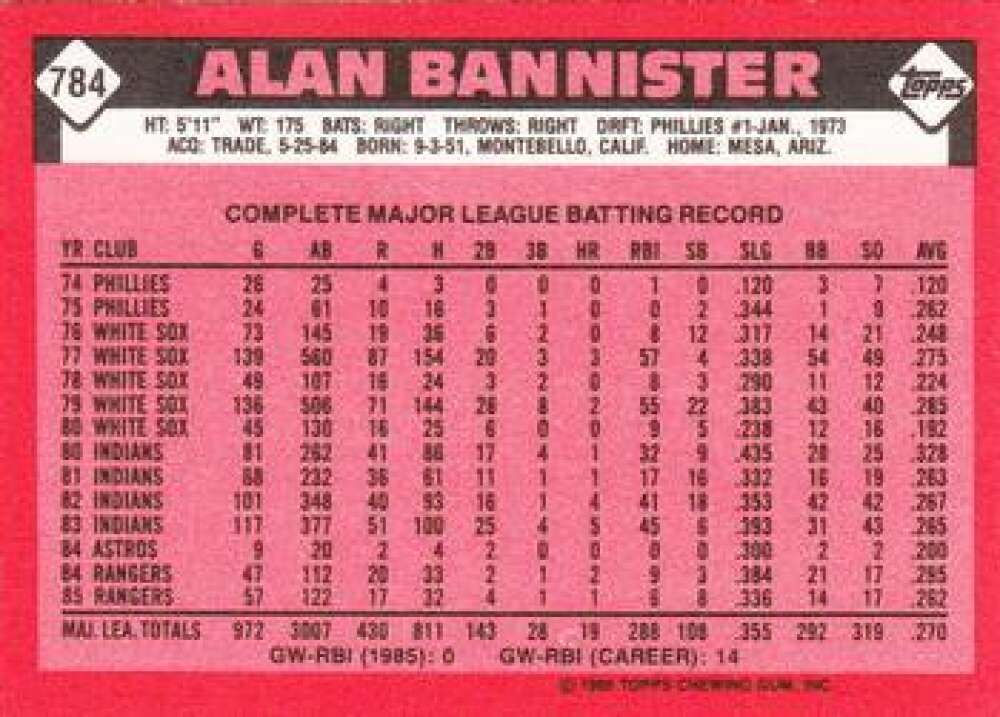 784 ALAN BANNISTER topps
HT: 5'11" WT: 175 BATS: RIGHT THROWS: RIGHT DRFT: PHILLIES #1-JAN., 1973
ACQ: TRADE, 5-25-84 BORN: 9-3-51, MONTEBELLO, CALIF. HOME: MESA, ARIZ.
COMPLETE MAJOR LEAGUE BATTING RECORD
YR CLUB G AB R H 2B 3B HR RBI SB SLG BB SO AVG
74 PHILLIES 26 25 4 3 0 0 0 1 0 .120 3 7 .120
75 PHILLIES 24 61 10 16 3 1 0 0 2 .344 1 9 .262
76 WHITE SOX 73 145 19 36 6 2 0 8 12 .317 14 21 .248
77 WHITE SOX 139 560 87 154 20 3 3 57 4 .338 54 49 .275
78 WHITE SOX 49 107 16 24 3 2 0 8 3 .290 11 12 .224
79 WHITE SOX 136 506 71 144 28 8 2 55 22 .383 43 40 .285
80 WHITE SOX 45 130 16 25 6 0 0 9 5 .238 12 16 .192
80 INDIANS 81 262 41 86 17 4 1 32 9 .435 28 25 .328
81 INDIANS 68 232 36 61 11 1 1 17 16 .332 16 19 .263
82 INDIANS 101 348 40 93 16 1 4 41 18 .353 42 42 .267
83 INDIANS 117 377 51 100 25 4 5 45 6 .393 31 43 .265
84 ASTROS 9 20 2 4 2 0 0 0 0 .300 2 2 .200
84 RANGERS 47 112 20 33 2 1 2 9 3 .384 21 17 .295
85 RANGERS 57 122 17 32 4 1 1 6 8 .336 14 17 .262
MAJ. LEA. TOTALS 972 3007 430 811 143 28 19 288 108 .355 292 319 .270
GW-RBI (1985): 0 GW-RBI (CAREER): 14
© 1986 TOPPS CHEWING GUM, INC.